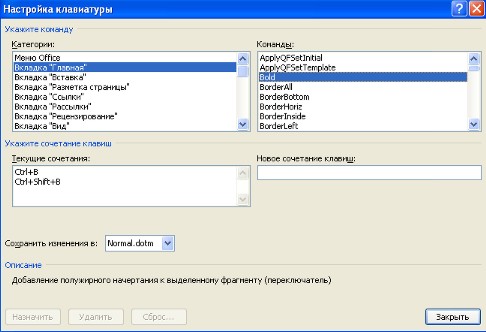 Настройка клавиатуры
Укажите команду
Категории:
Меню Office
Вкладка "Главная"
Вкладка "Вставка"
Вкладка "Разметка страницы"
Вкладка "Ссылки"
Вкладка "Рассылки"
Вкладка "Рецензирование"
Вкладка "Вид"
Команды:
ApplyQFSetInitial
ApplyQFSetTemplate
Bold
BorderAll
BorderBottom
BorderHoriz
BorderInside
BorderLeft
Укажите сочетание клавиш
Текущие сочетания:
Ctrl+B
Ctrl+Shift+B
Новое сочетание клавиш:
Сохранить изменения в: Normal.dotm
Описание
Добавление полужирного начертания к выделенному фрагменту (переключатель)
Назначить Удалить Сброс... Закрыть